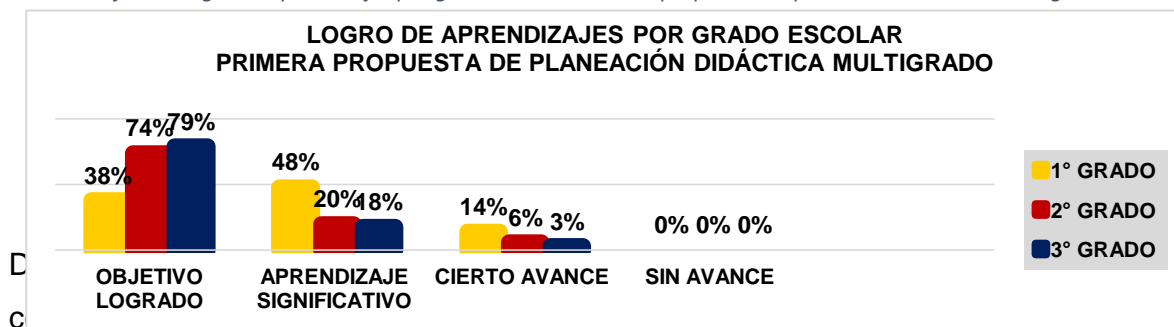 LOGRO DE APRENDIZAJES POR GRADO ESCOLAR
PRIMERA PROPUESTA DE PLANEACIÓN DIDÁCTICA MULTIGRADO
38% 74% 79%
48% 20% 18%
14% 6% 3%
0% 0% 0%
OBJETIVO
LOGRADO
APRENDIZAJE
SIGNIFICATIVO
CIERTO AVANCE
SIN AVANCE
1° GRADO
2° GRADO
3° GRADO
D
c